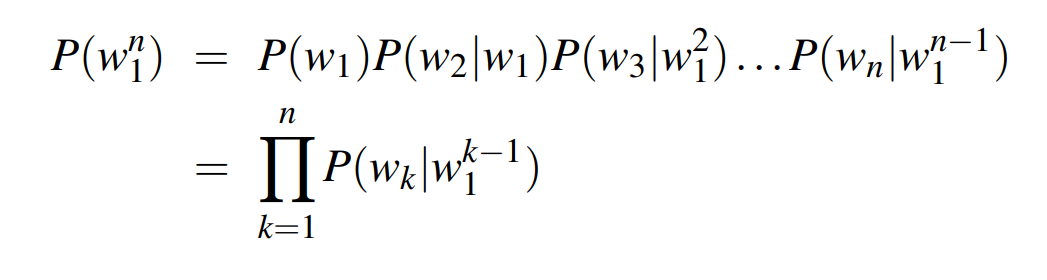 P(w_1^n) = P(w_1)P(w_2|w_1)P(w_3|w_1^2)...P(w_n|w_1^{n-1})
= ∏_{k=1}^{n} P(w_k|w_1^{k-1})